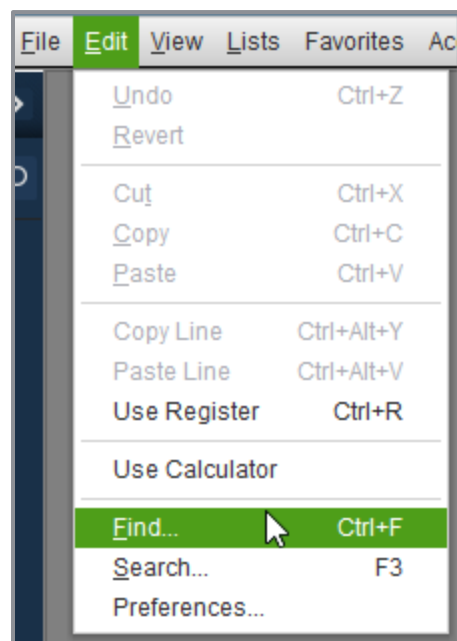 File Edit View Lists Favorites Ac
Undo Ctrl+Z
Revert
Cut Ctrl+X
Copy Ctrl+C
Paste Ctrl+V
Copy Line Ctrl+Alt+Y
Paste Line Ctrl+Alt+V
Use Register Ctrl+R
Use Calculator
Find... Ctrl+F
Search... F3
Preferences...